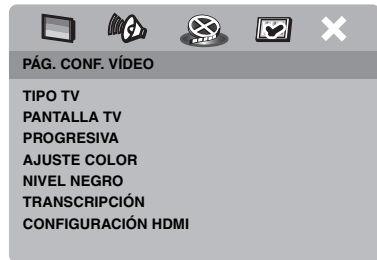 PÁG. CONF. VÍDEO
TIPO TV
PANTALLA TV
PROGRESIVA
AJUSTE COLOR
NIVEL NEGRO
TRANSCRIPCIÓN
CONFIGURACIÓN HDMI